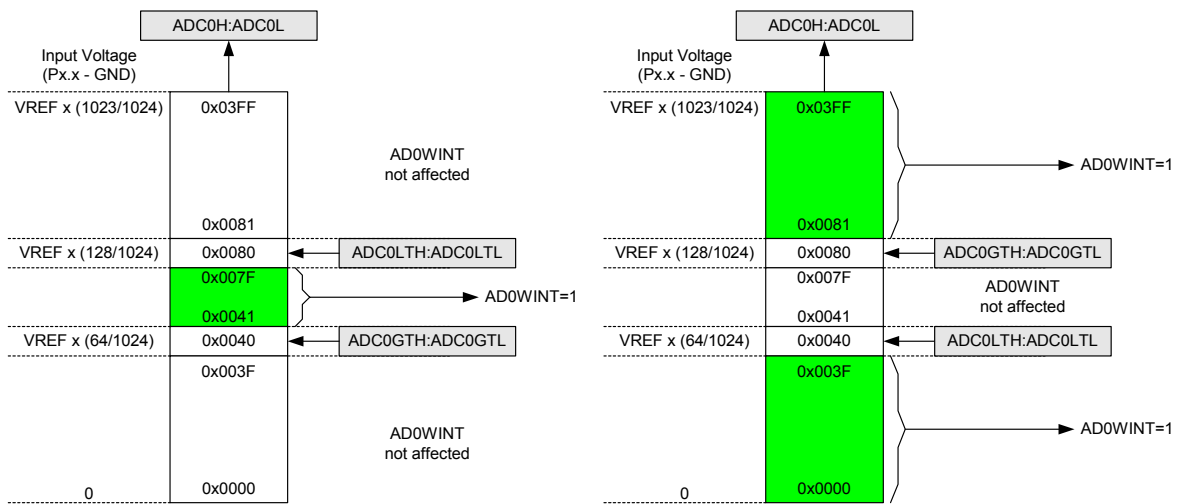 ADC0H:ADC0L
Input Voltage
(Px.x - GND)
VREF x (1023/1024)
0x03FF
AD0WINT
not affected
0x0081
VREF x (128/1024)
0x0080
ADC0LTH:ADC0LTL
0x007F
AD0WINT=1
0x0041
VREF x (64/1024)
0x0040
ADC0GTH:ADC0GTL
0x003F
AD0WINT
not affected
0
0x0000
ADC0H:ADC0L
Input Voltage
(Px.x - GND)
VREF x (1023/1024)
0x03FF
AD0WINT=1
0x0081
VREF x (128/1024)
0x0080
ADC0GTH:ADC0GTL
0x007F
AD0WINT
not affected
0x0041
VREF x (64/1024)
0x0040
ADC0LTH:ADC0LTL
0x003F
AD0WINT=1
0
0x0000